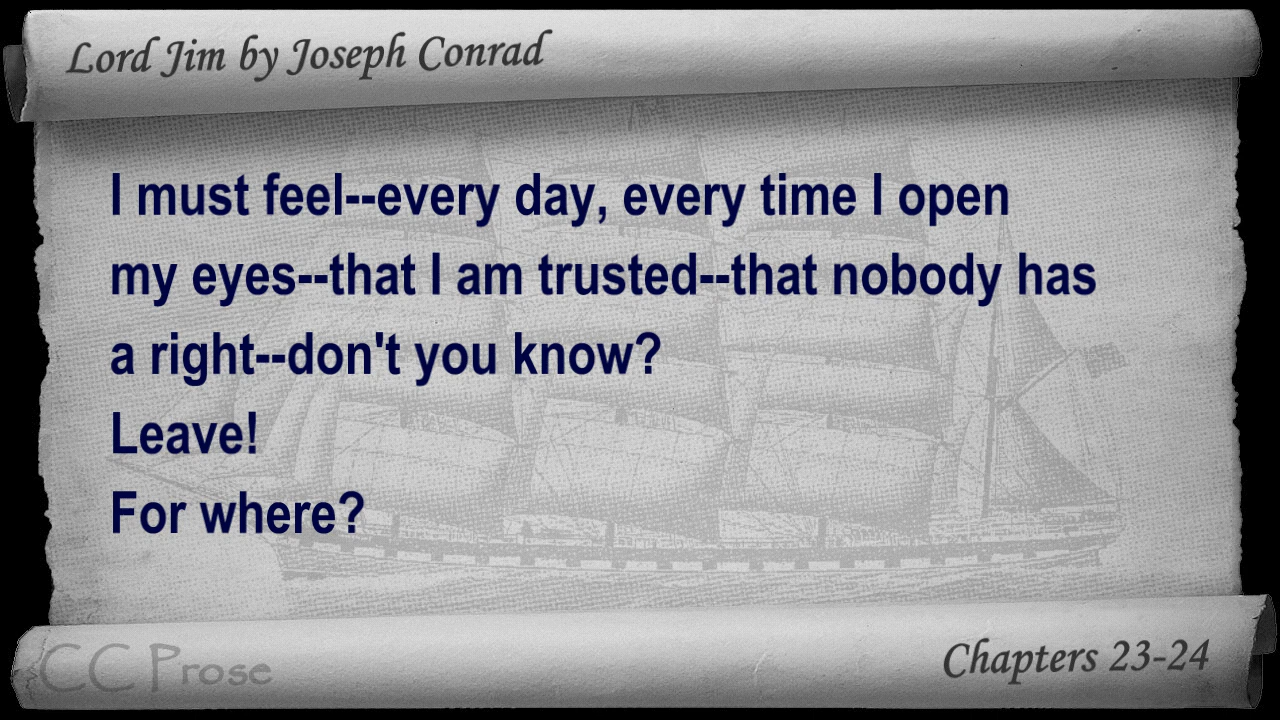 Lord Jim by Joseph Conrad
I must feel--every day, every time I open
my eyes--that I am trusted--that nobody has
a right--don't you know?
Leave!
For where?
CC Prose
Chapters 23-24